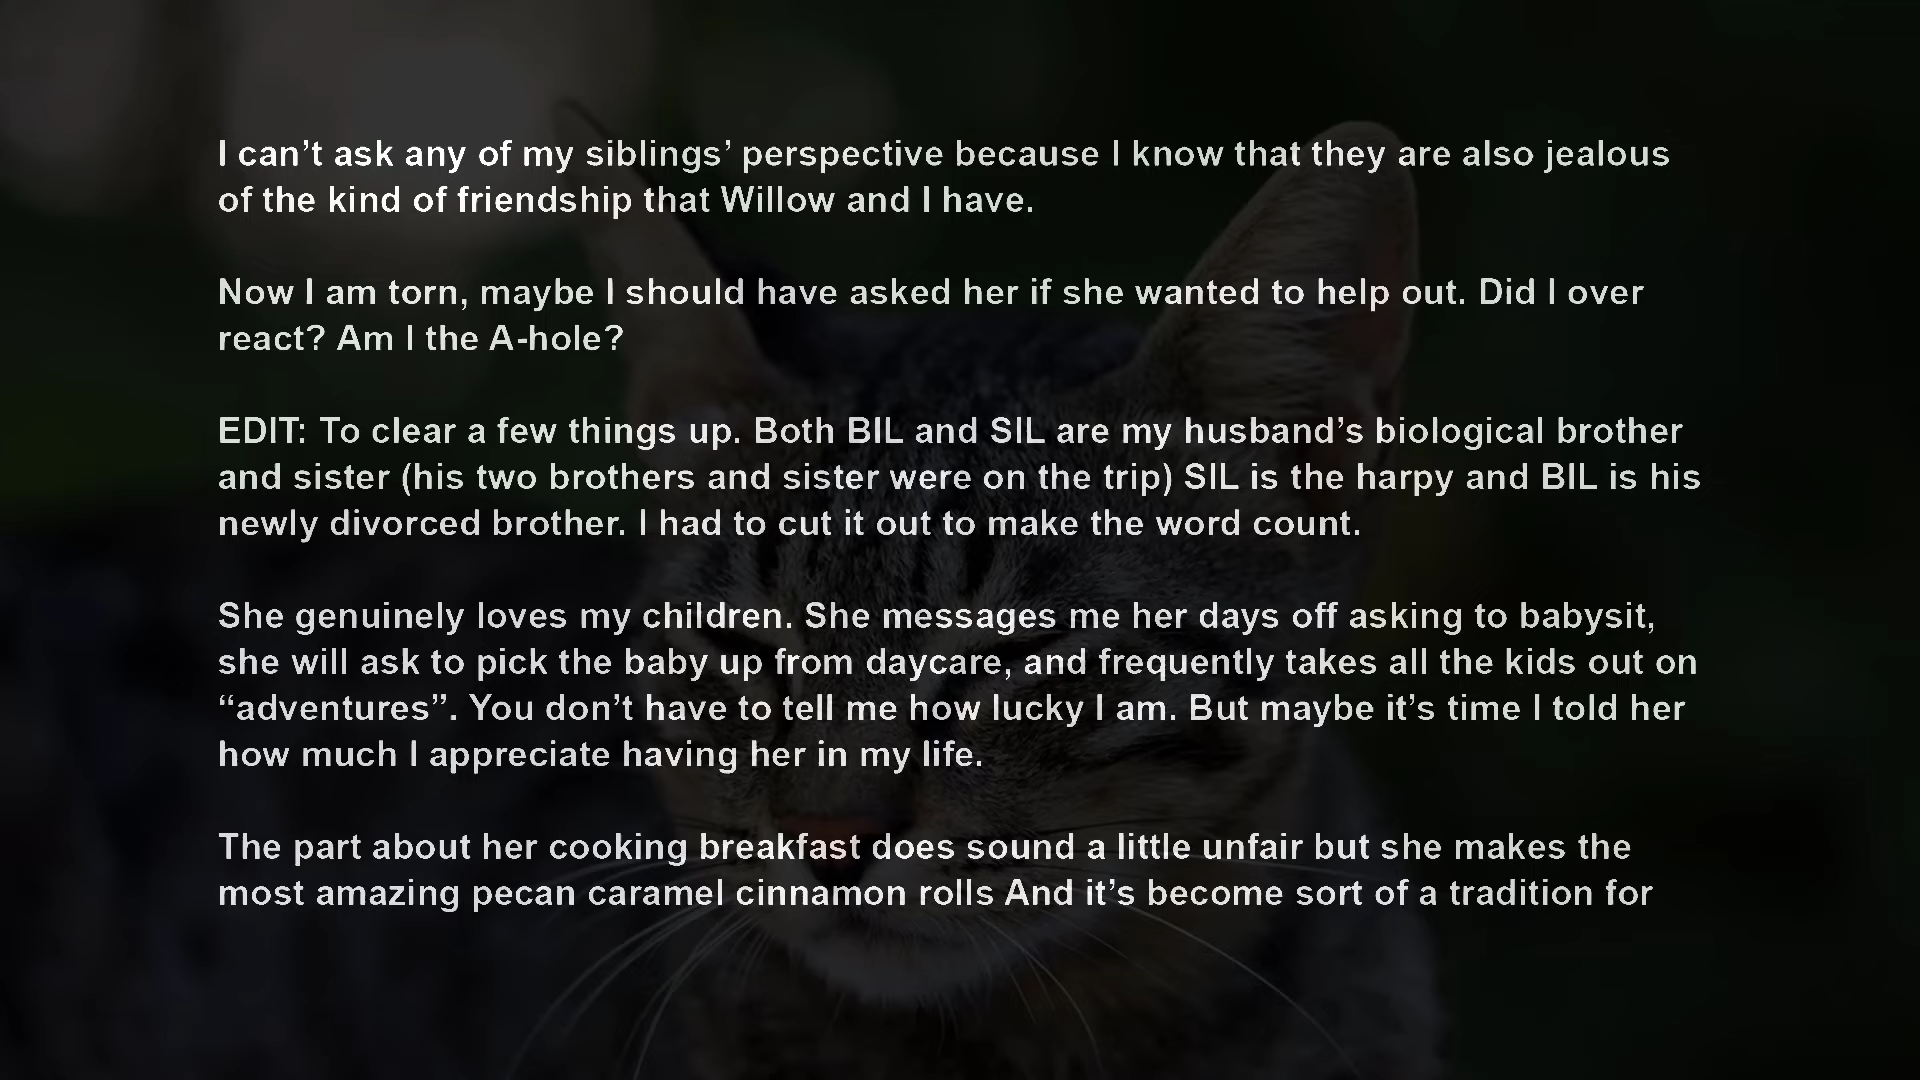 I can’t ask any of my siblings’ perspective because I know that they are also jealous
of the kind of friendship that Willow and I have.
Now I am torn, maybe I should have asked her if she wanted to help out. Did I over
react? Am I the A-hole?
EDIT: To clear a few things up. Both BIL and SIL are my husband’s biological brother
and sister (his two brothers and sister were on the trip) SIL is the harpy and BIL is his
newly divorced brother. I had to cut it out to make the word count.
She genuinely loves my children. She messages me her days off asking to babysit,
she will ask to pick the baby up from daycare, and frequently takes all the kids out on
“adventures”. You don’t have to tell me how lucky I am. But maybe it’s time I told her
how much I appreciate having her in my life.
The part about her cooking breakfast does sound a little unfair but she makes the
most amazing pecan caramel cinnamon rolls And it’s become sort of a tradition for